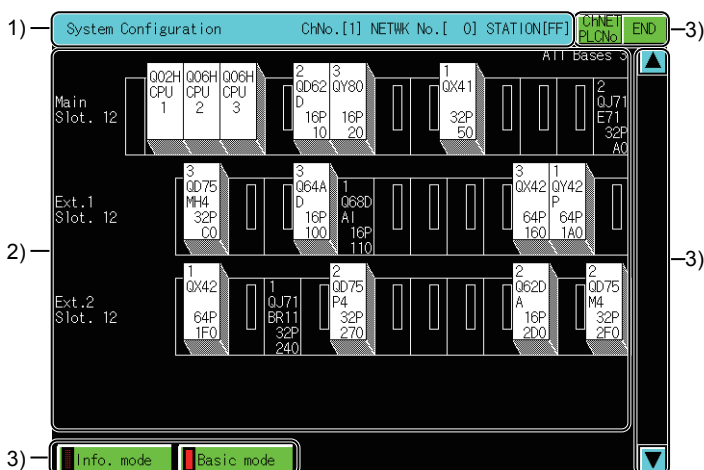 1)
System Configuration ChNo.[1] NETWK No.[ 0] STATION[FF]
ChNET
PLCNo
END
3)
All Bases 3
Main
Slot. 12
Q02H
CPU
1
Q06H
CPU
2
Q06H
CPU
3
2
QD62
D
16P
10
3
QY80
16P
20
1
QX41
32P
50
2
QJ71
E71
32P
A0
2)
Ext.1
Slot. 12
3
QD75
MH4
32P
C0
3
Q64A
D
16P
100
1
Q68D
AI
16P
110
3
QX42
64P
160
1
QY42
P
64P
1A0
3)
Ext.2
Slot. 12
1
QX42
64P
1F0
1
QJ71
BR11
32P
240
2
QD75
P4
32P
270
2
Q62D
A
16P
2D0
2
QD75
M4
32P
2F0
3)
Info. mode
Basic mode